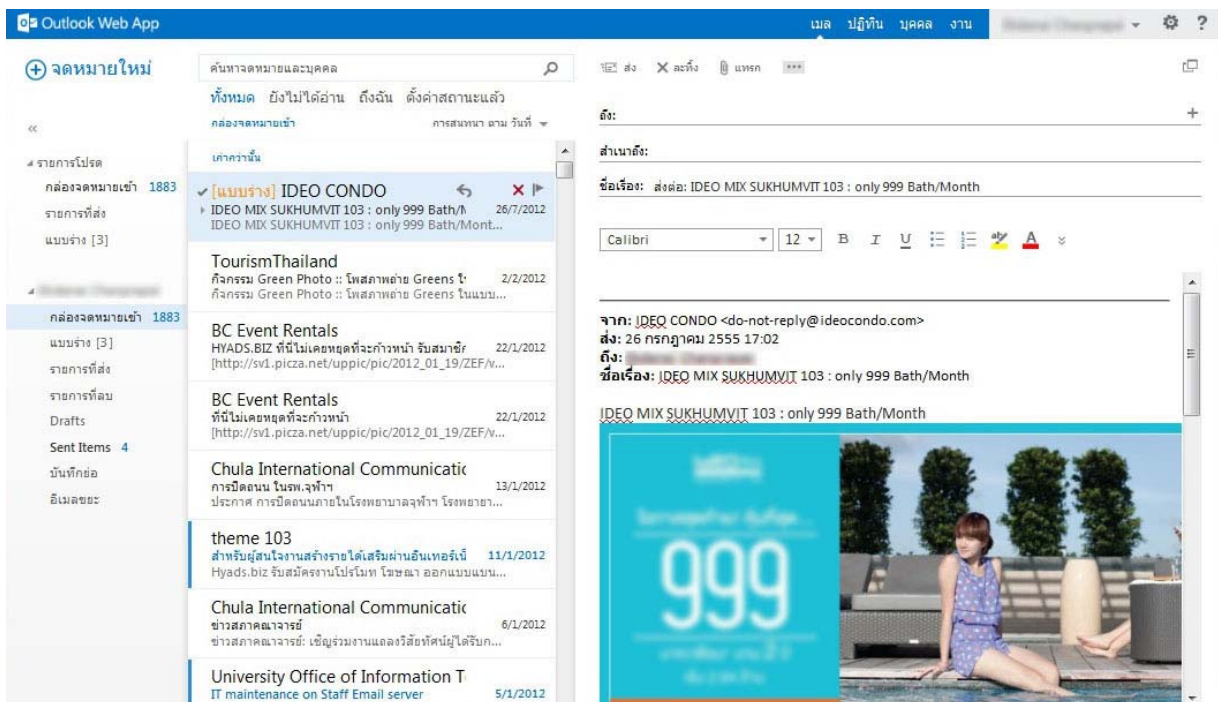 Outlook Web App
เมล ปฏิทิน บุคคล งาน
?
จดหมายใหม่
«
รายการโปรด
กล่องจดหมายเข้า 1883
รายการที่ส่ง
แบบร่าง [3]
กล่องจดหมายเข้า 1883
แบบร่าง [3]
รายการที่ส่ง
รายการที่ลบ
Drafts
Sent Items 4
บันทึกย่อ
อีเมลขยะ
ค้นหาจดหมายและบุคคล
ทั้งหมด ยังไม่ได้อ่าน ถึงฉัน ตั้งค่าสถานะแล้ว
กล่องจดหมายเข้า การสนทนา ตาม วันที่
เก่ากว่านั้น
[แบบร่าง] IDEO CONDO
IDEO MIX SUKHUMVIT 103 : only 999 Bath/M 26/7/2012
IDEO MIX SUKHUMVIT 103 : only 999 Bath/Mont...
TourismThailand
กิจกรรม Green Photo :: โพสภาพถ่าย Greens ใ 2/2/2012
กิจกรรม Green Photo :: โพสภาพถ่าย Greens ในแบบ...
BC Event Rentals
HYADS.BIZ ที่นี่ไม่เคยหยุดที่จะก้าวหน้า รับสมาชิก 22/1/2012
[http://sv1.picza.net/uppic/pic/2012_01_19/ZEF/v...
BC Event Rentals
ที่นี่ไม่เคยหยุดที่จะก้าวหน้า 22/1/2012
[http://sv1.picza.net/uppic/pic/2012_01_19/ZEF/v...
Chula International Communicatic
การปิดถนน ในรพ.จุฬาฯ 13/1/2012
ประกาศ การปิดถนนภายในโรงพยาบาลจุฬาฯ โรงพยายา...
theme 103
สำหรับผู้สนใจงานสร้างรายได้เสริมผ่านอินเทอร์เน็ 11/1/2012
Hyads.biz รับสมัครงานโปรโมท โฆษณา ออกแบบแบน...
Chula International Communicatic
ข่าวสภาคณาจารย์ 6/1/2012
ข่าวสภาคณาจารย์: เชิญร่วมงานแถลงวิสัยทัศน์ผู้ได้รับก...
University Office of Information T
IT maintenance on Staff Email server 5/1/2012
ส่ง ละทิ้ง แทรก ...
ถึง: +
สำเนาถึง:
ชื่อเรื่อง: ส่งต่อ: IDEO MIX SUKHUMVIT 103 : only 999 Bath/Month
Calibri 12 B I U aby A
จาก: IDEO CONDO <do-not-reply@ideocondo.com>
ส่ง: 26 กรกฎาคม 2555 17:02
ถึง:
ชื่อเรื่อง: IDEO MIX SUKHUMVIT 103 : only 999 Bath/Month
IDEO MIX SUKHUMVIT 103 : only 999 Bath/Month
999